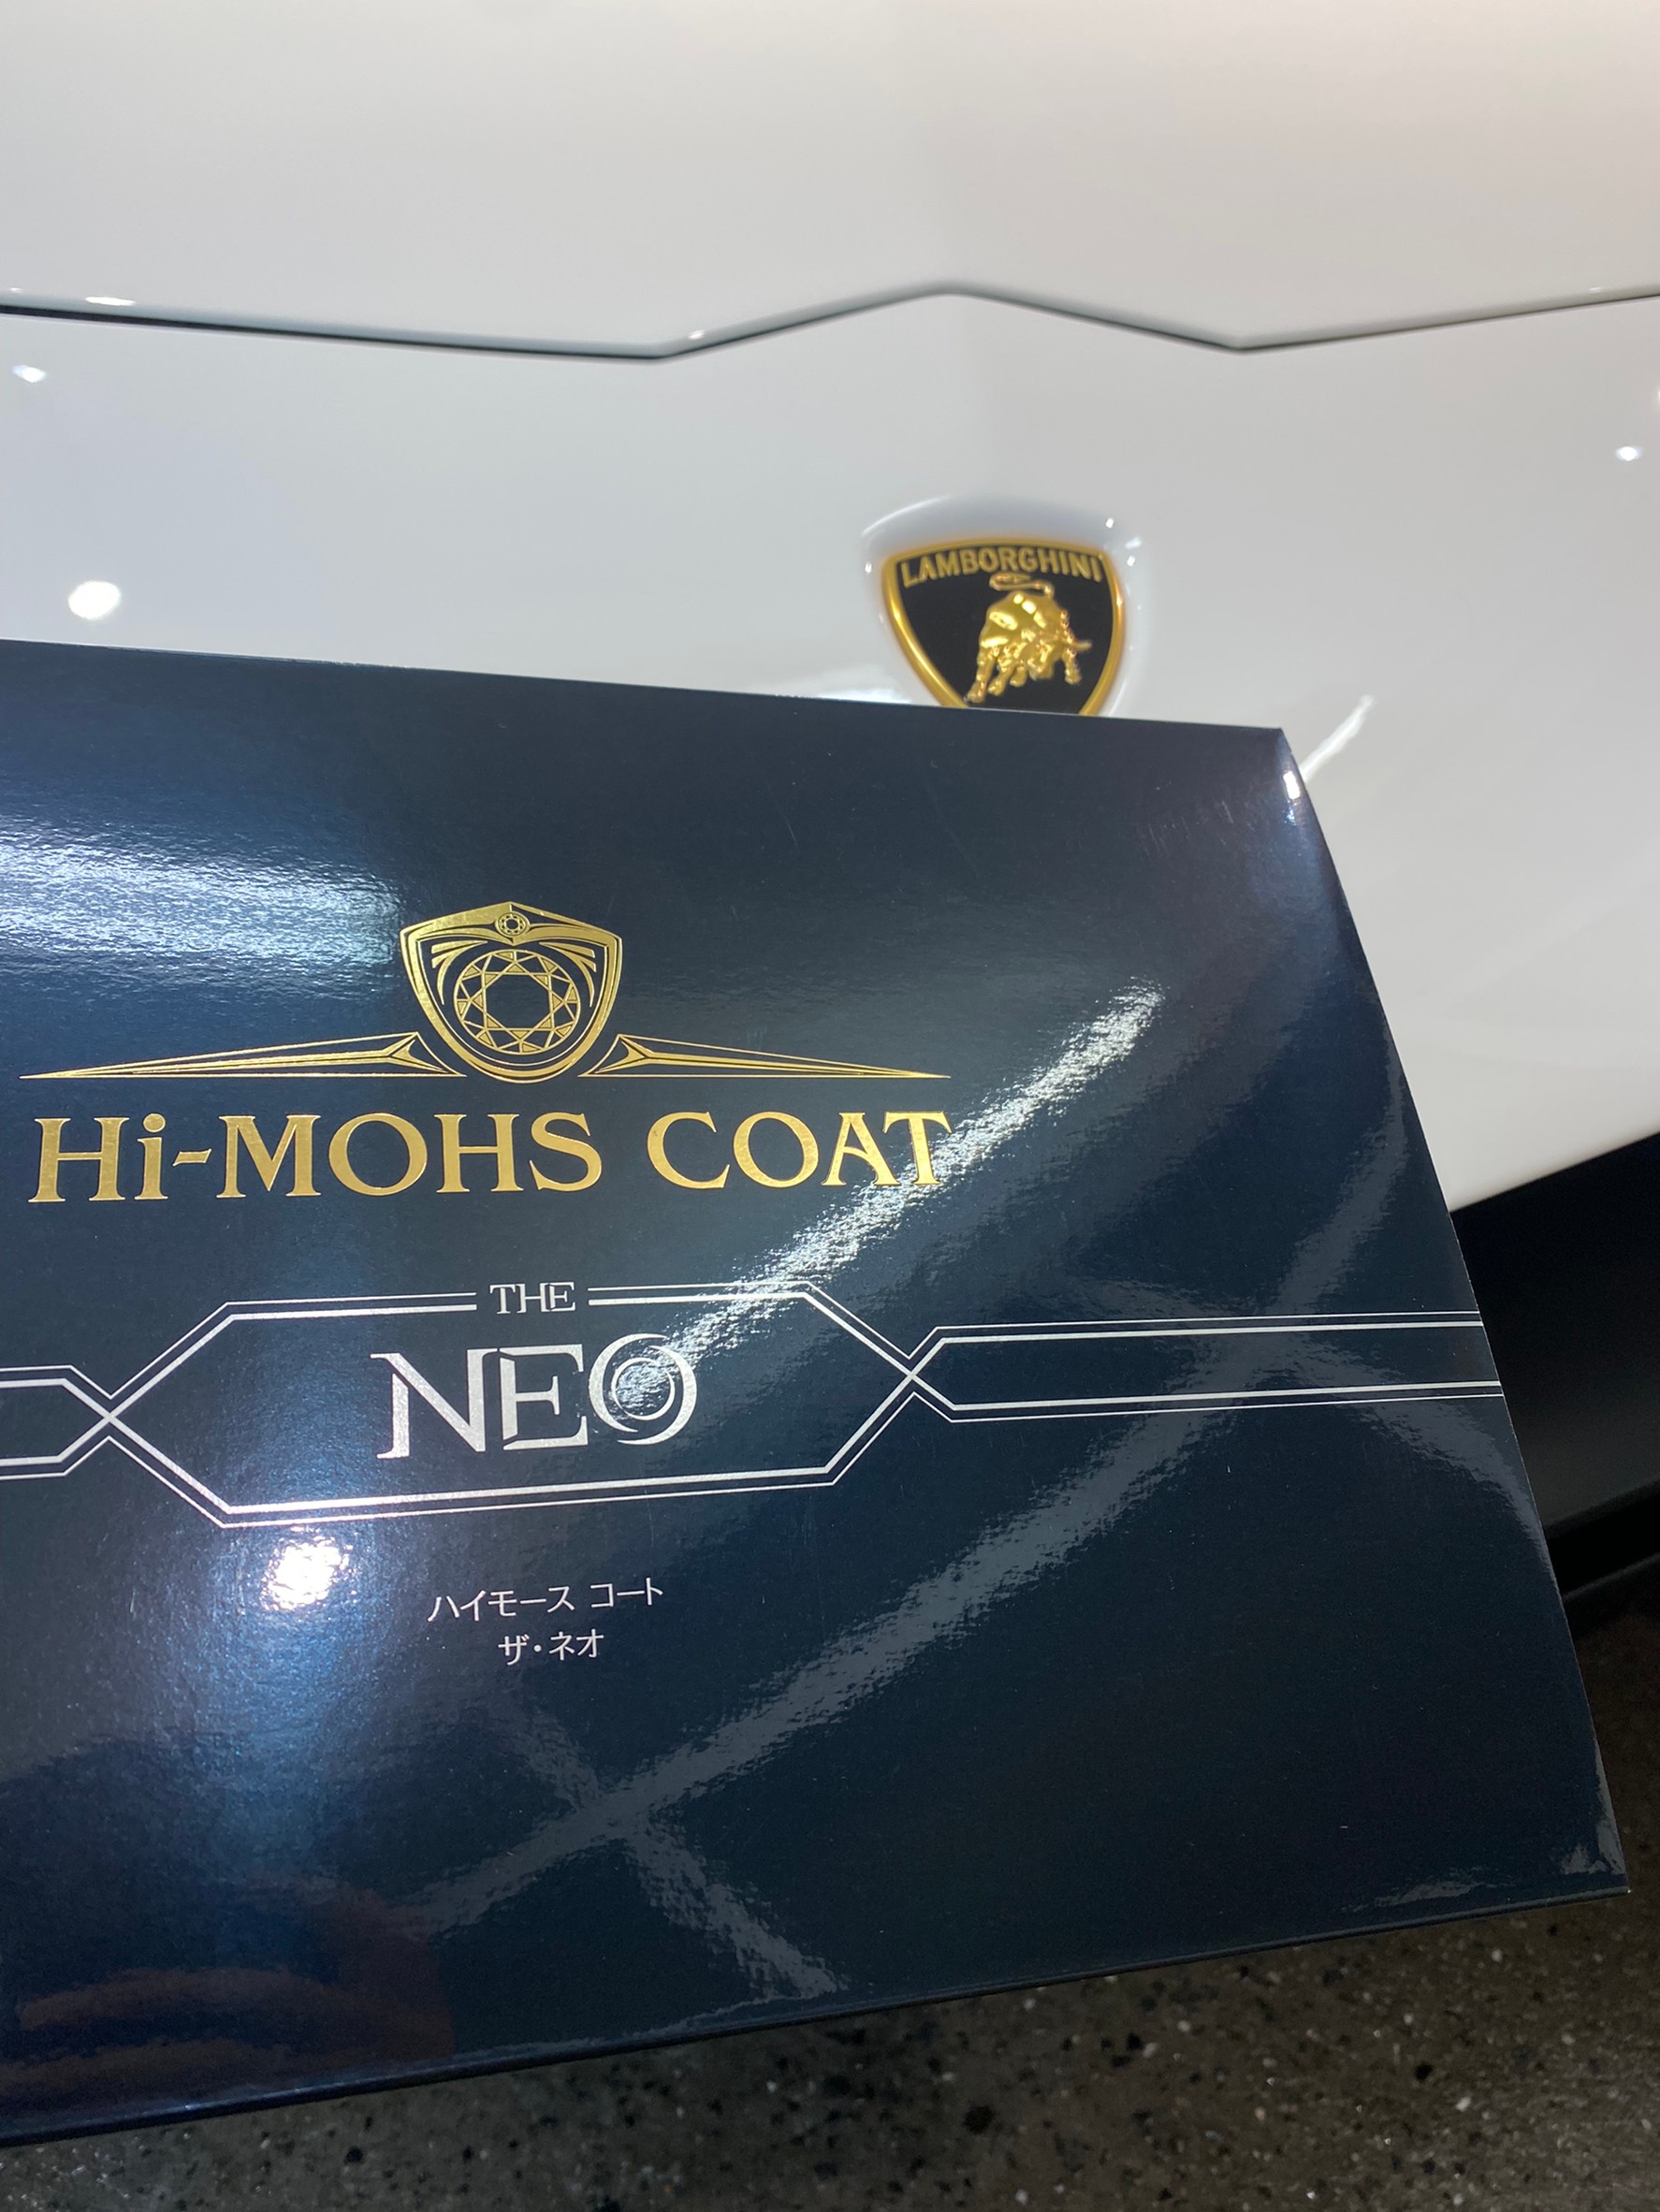 LAMBORGHINI
Hi-MOHS COAT
THE
NEO
ハイモース コート
ザ・ネオ